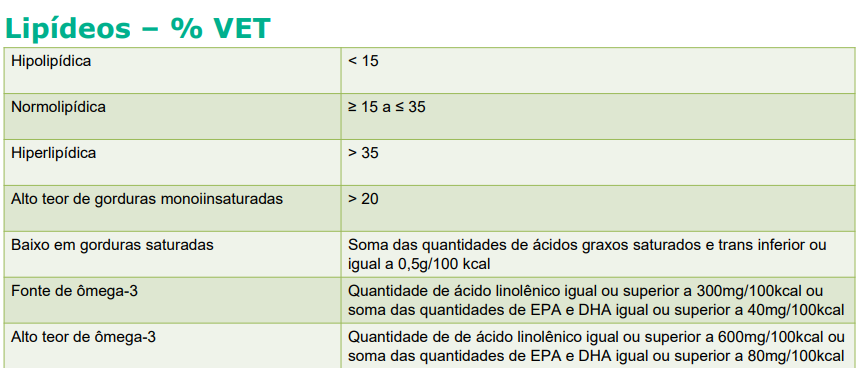 Lipídeos – % VET
Hipolipídica
< 15
Normolipídica
≥ 15 a ≤ 35
Hiperlipídica
> 35
Alto teor de gorduras monoiinsaturadas
> 20
Baixo em gorduras saturadas
Soma das quantidades de ácidos graxos saturados e trans inferior ou
igual a 0,5g/100 kcal
Fonte de ômega-3
Quantidade de ácido linolênico igual ou superior a 300mg/100kcal ou
soma das quantidades de EPA e DHA igual ou superior a 40mg/100kcal
Alto teor de ômega-3
Quantidade de de ácido linolênico igual ou superior a 600mg/100kcal ou
soma das quantidades de EPA e DHA igual ou superior a 80mg/100kcal